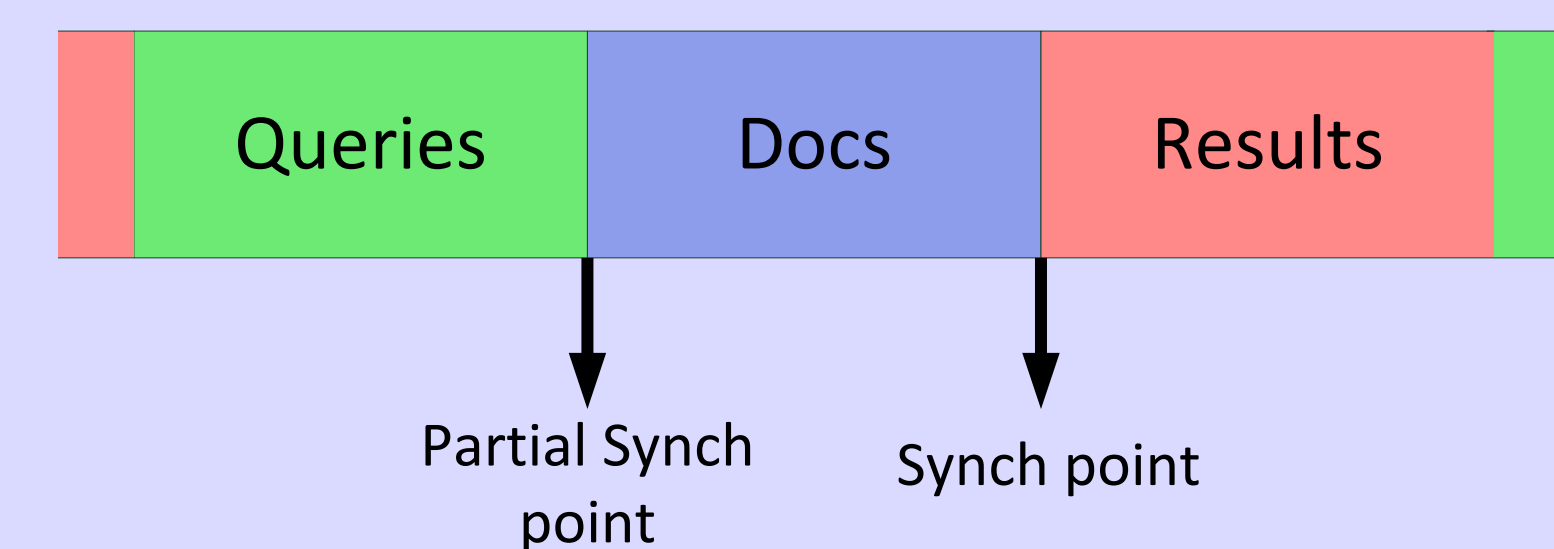 Queries
Docs
Results
Partial Synch
point
Synch point